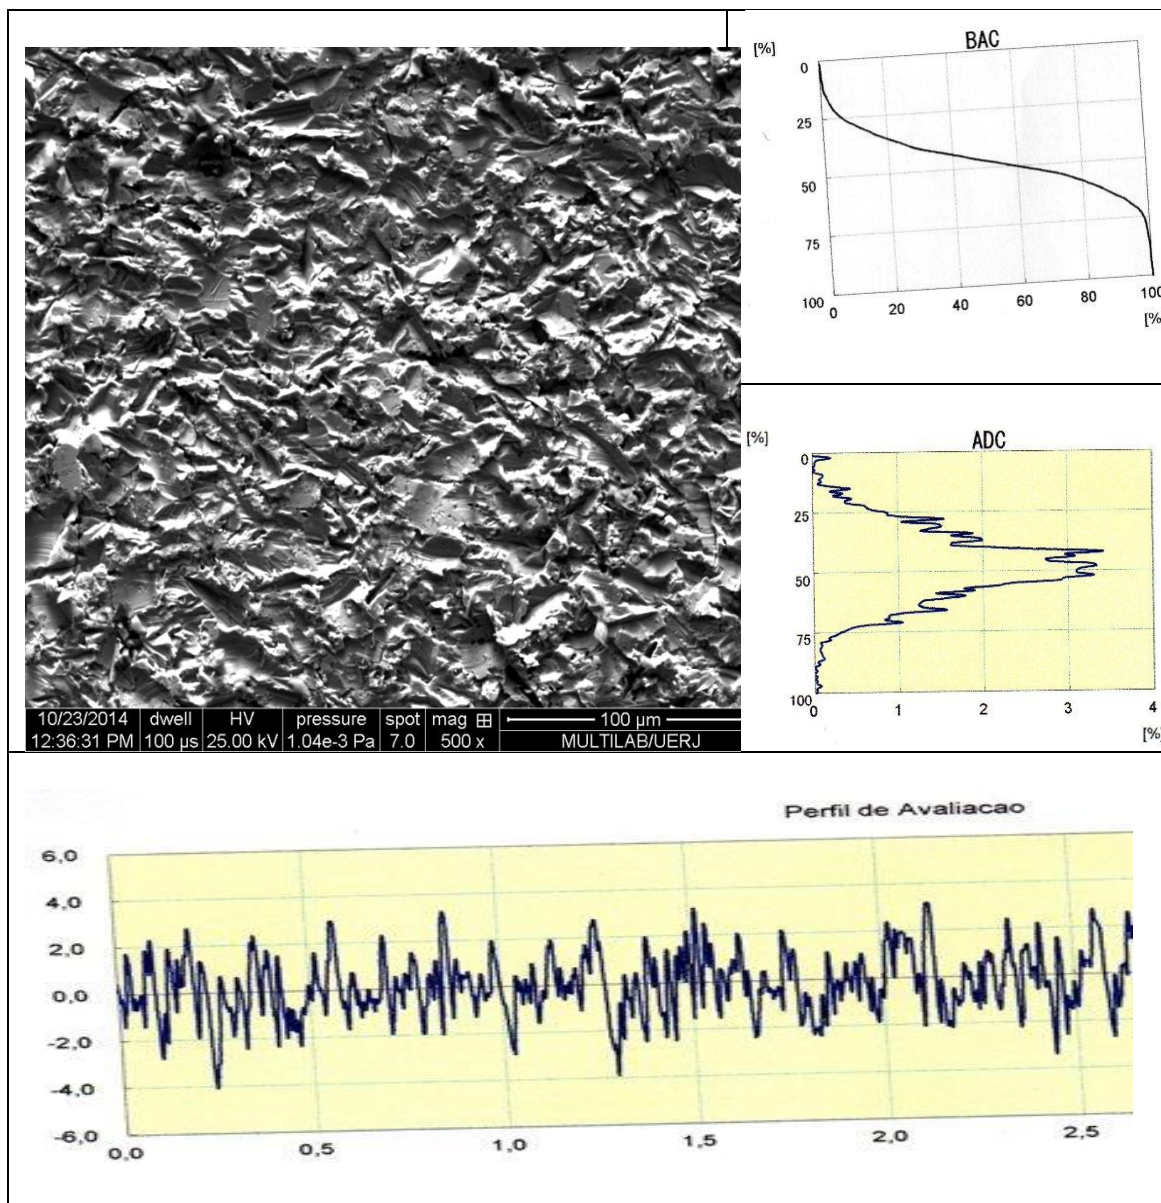 10/23/2014 dwell HV pressure spot mag 100 µm
12:36:31 PM 100 µs 25.00 kV 1.04e-3 Pa 7.0 500 x MULTILAB/UERJ
BAC
[%]
0
25
50
75
100
0 20 40 60 80 100
[%]
ADC
[%]
0
25
50
75
100
0 1 2 3 4
[%]
Perfil de Avaliacao
6,0
4,0
2,0
0,0
-2,0
-4,0
-6,0
0,0 0,5 1,0 1,5 2,0 2,5